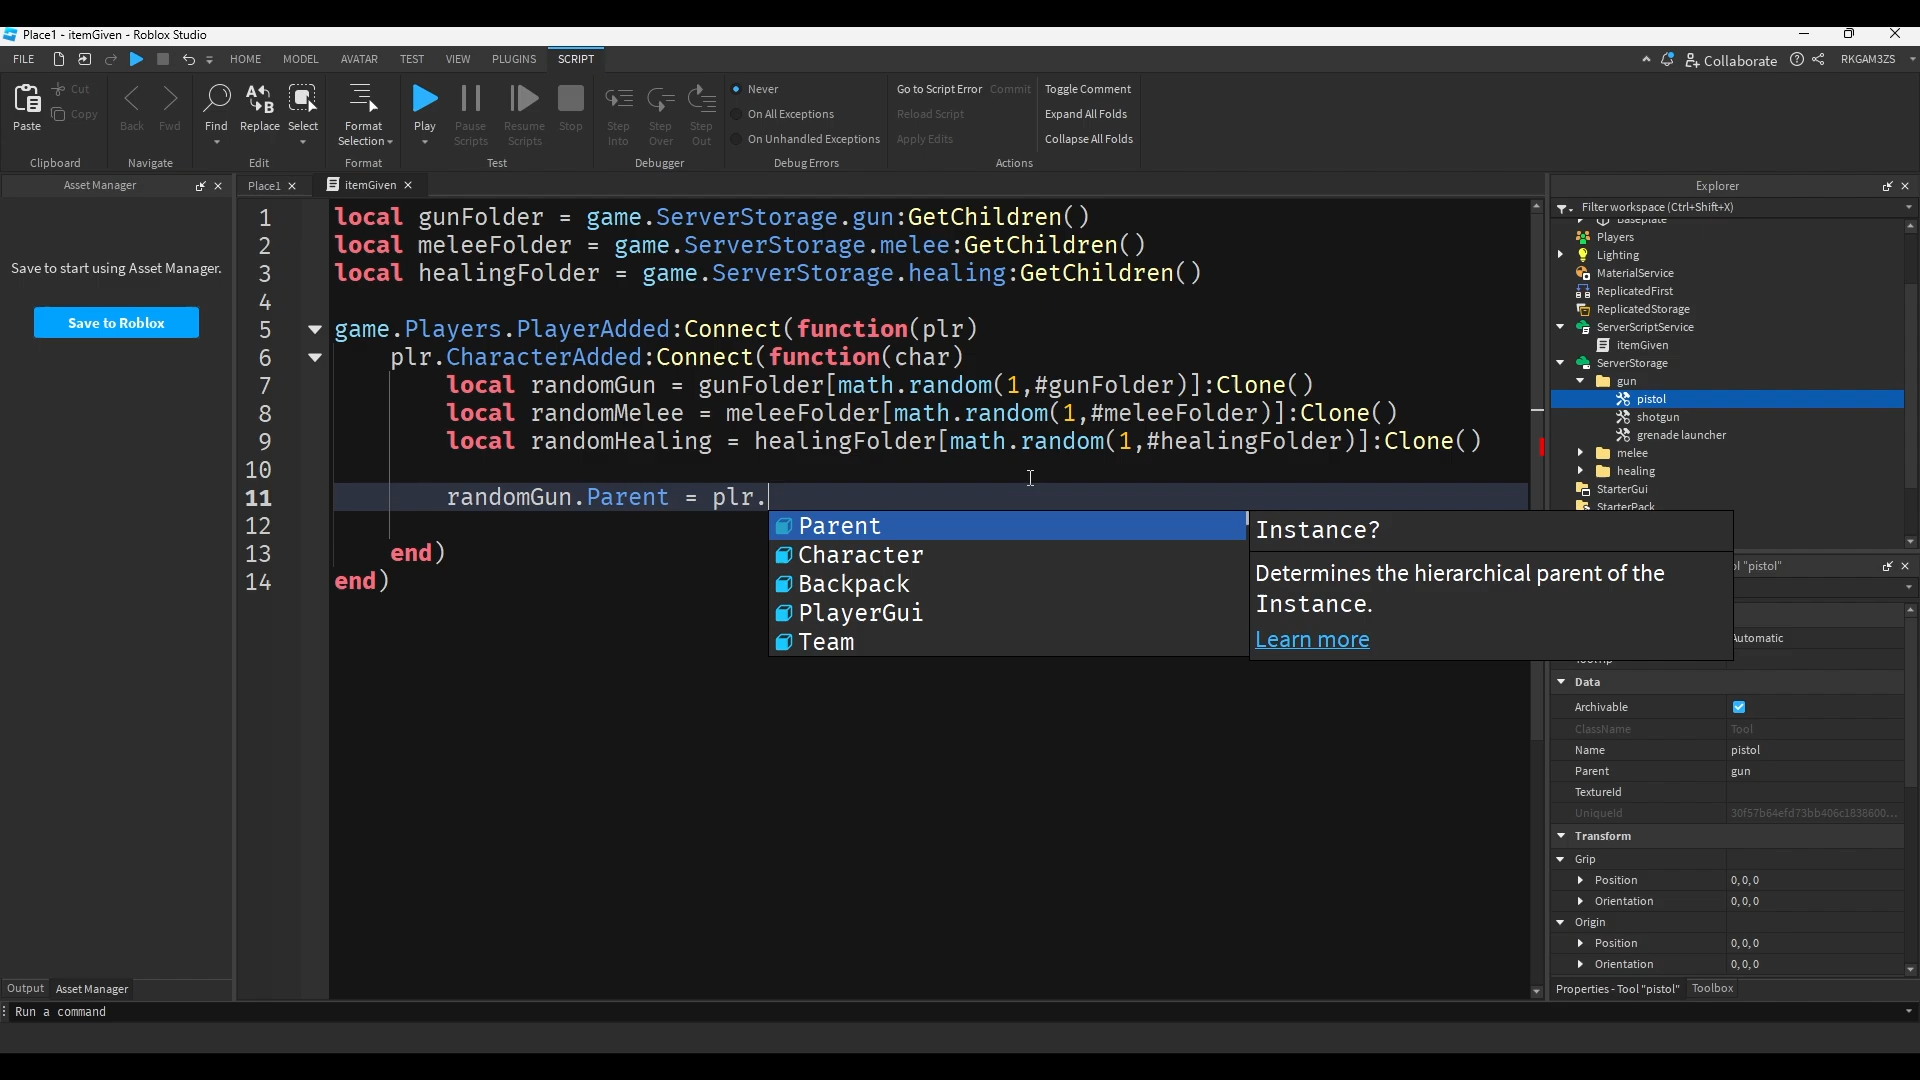 Place1 - itemGiven - Roblox Studio
FILE HOME MODEL AVATAR TEST VIEW PLUGINS SCRIPT Collaborate RKGAM3ZS
Paste Cut Copy
Back Fwd
Find Replace Select
Format Selection
Play Pause Scripts Resume Scripts Stop
Step Into Step Over Step Out
Never
On All Exceptions
On Unhandled Exceptions
Go to Script Error Commit
Reload Script
Apply Edits
Toggle Comment
Expand All Folds
Collapse All Folds
Clipboard Navigate Edit Format Test Debugger Debug Errors Actions
Asset Manager
Save to start using Asset Manager.
Save to Roblox
Place1 itemGiven
1 local gunFolder = game.ServerStorage.gun:GetChildren()
2 local meleeFolder = game.ServerStorage.melee:GetChildren()
3 local healingFolder = game.ServerStorage.healing:GetChildren()
4
5 game.Players.PlayerAdded:Connect(function(plr)
6 plr.CharacterAdded:Connect(function(char)
7 local randomGun = gunFolder[math.random(1,#gunFolder)]:Clone()
8 local randomMelee = meleeFolder[math.random(1,#meleeFolder)]:Clone()
9 local randomHealing = healingFolder[math.random(1,#healingFolder)]:Clone()
10
11 randomGun.Parent = plr.
12
13 end)
14 end)
Parent
Character
Backpack
PlayerGui
Team
Instance?
Determines the hierarchical parent of the
Instance.
Learn more
Explorer
Filter workspace (Ctrl+Shift+X)
Baseplate
Players
Lighting
MaterialService
ReplicatedFirst
ReplicatedStorage
ServerScriptService
itemGiven
ServerStorage
gun
pistol
shotgun
grenade launcher
melee
healing
StarterGui
StarterPack
"pistol"
Automatic
Data
Archivable
ClassName Tool
Name pistol
Parent gun
TextureId
UniqueId
Transform
Grip
Position 0, 0, 0
Orientation 0, 0, 0
Origin
Position 0, 0, 0
Orientation 0, 0, 0
Properties - Tool "pistol" Toolbox
Output Asset Manager
Run a command